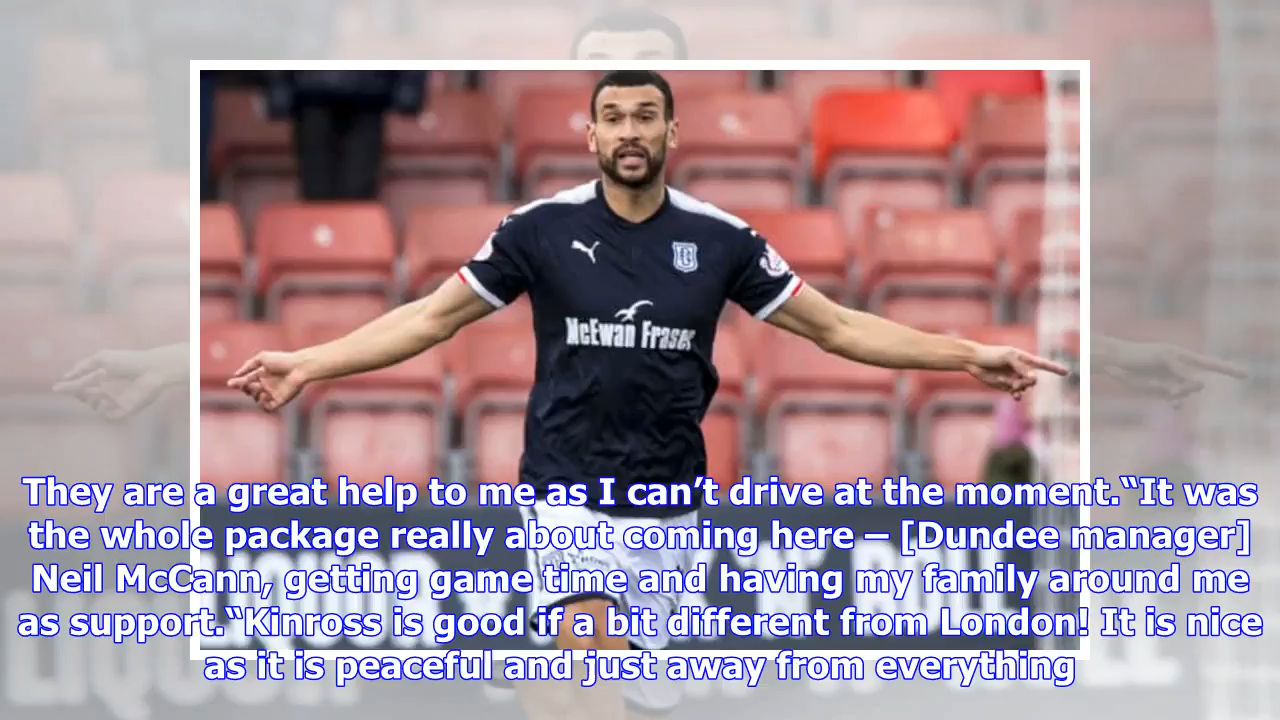 McEwan Fraser
They are a great help to me as I can’t drive at the moment.“It was
the whole package really about coming here – [Dundee manager]
Neil McCann, getting game time and having my family around me
as support.“Kinross is good if a bit different from London! It is nice
as it is peaceful and just away from everything